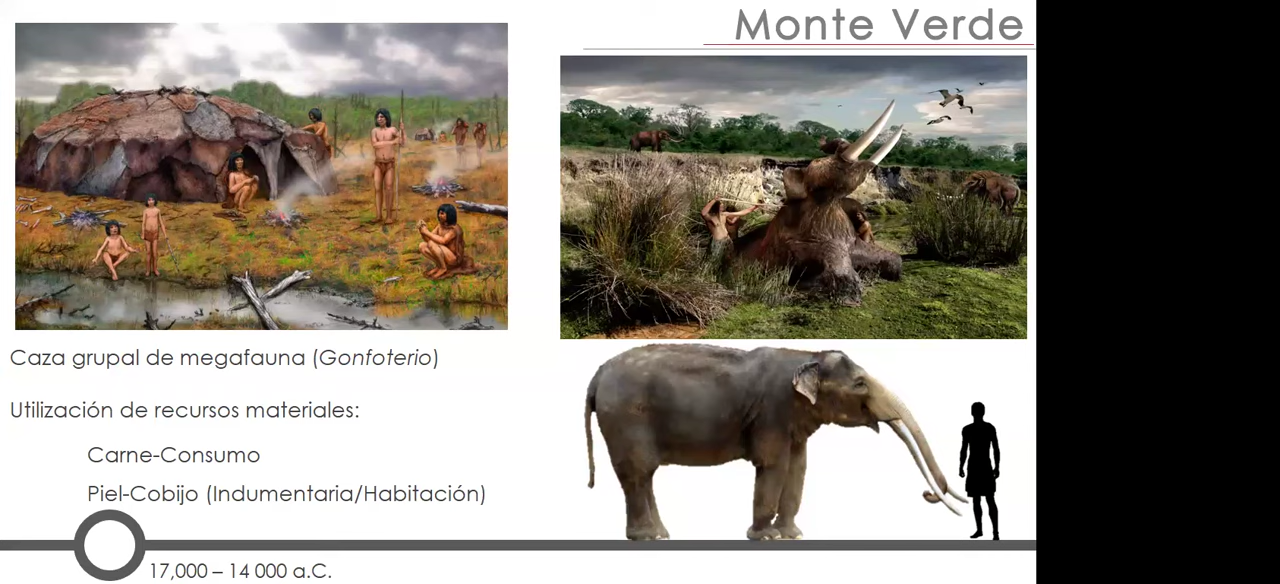 Monte Verde
Caza grupal de megafauna (Gonfoterio)
Utilización de recursos materiales:
Carne-Consumo
Piel-Cobijo (Indumentaria/Habitación)
17,000 – 14 000 a.C.